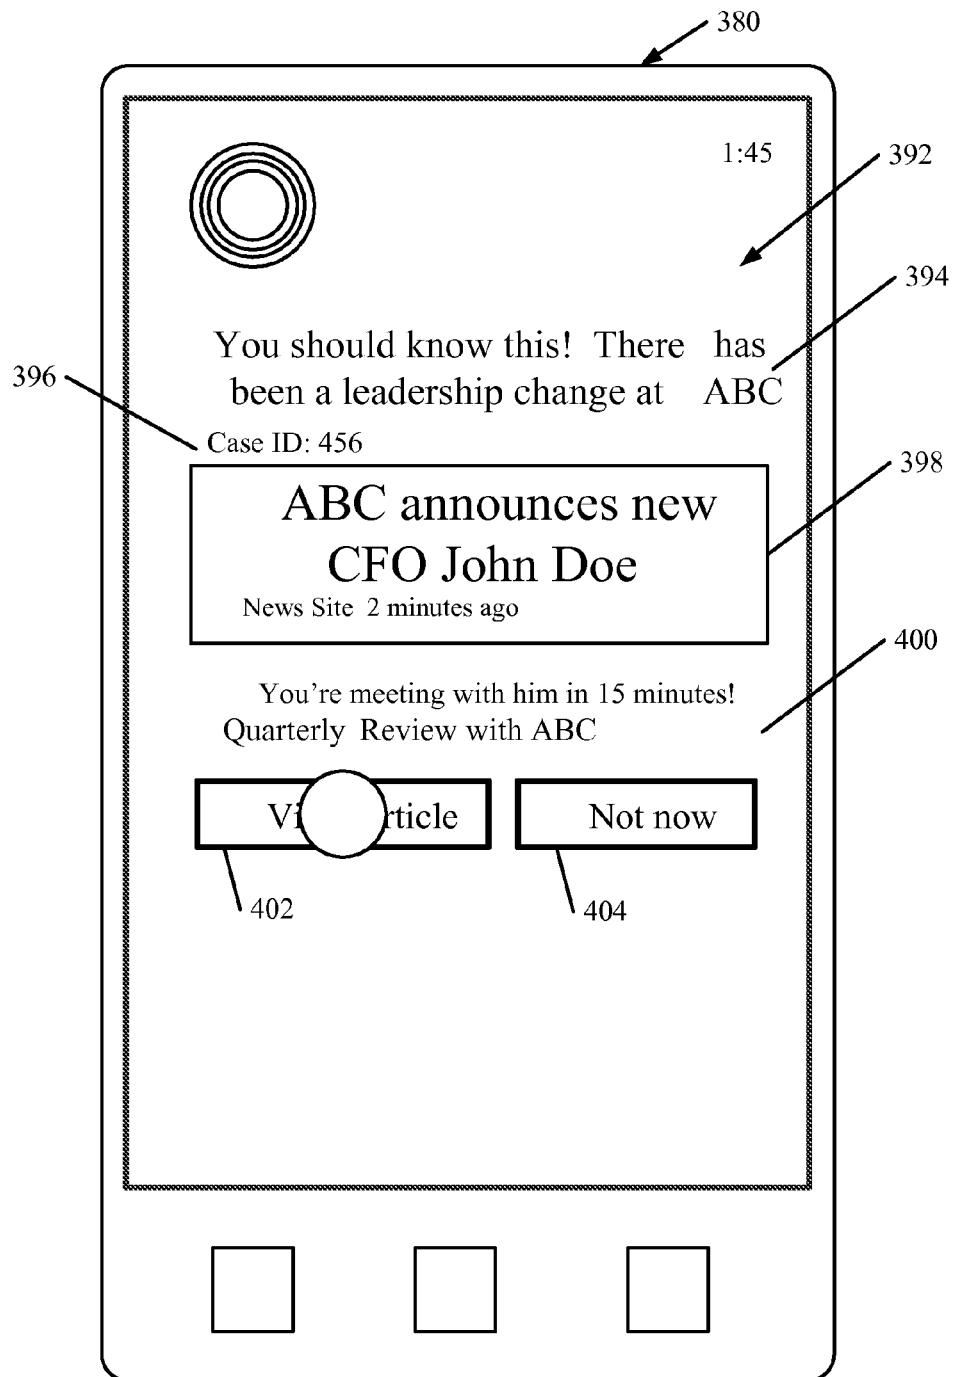 380
1:45
392
394
You should know this! There has
396
been a leadership change at ABC
Case ID: 456
398
ABC announces new
CFO John Doe
News Site 2 minutes ago
400
You're meeting with him in 15 minutes!
Quarterly Review with ABC
Not now
402
404